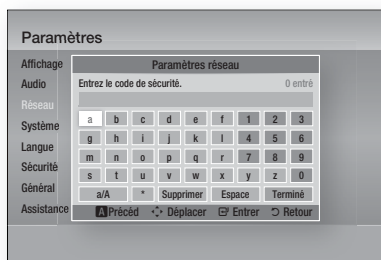 Paramètres
Affichage
Audio
Réseau
Système
Langue
Sécurité
Général
Assistance
Paramètres réseau
Entrez le code de sécurité. 0 entré
a b c d e f 1 2 3
g h i j k l 4 5 6
m n o p q r 7 8 9
s t u v w x y z 0
a/A * Supprimer Espace Terminé
A Précéd Déplacer Entrer Retour